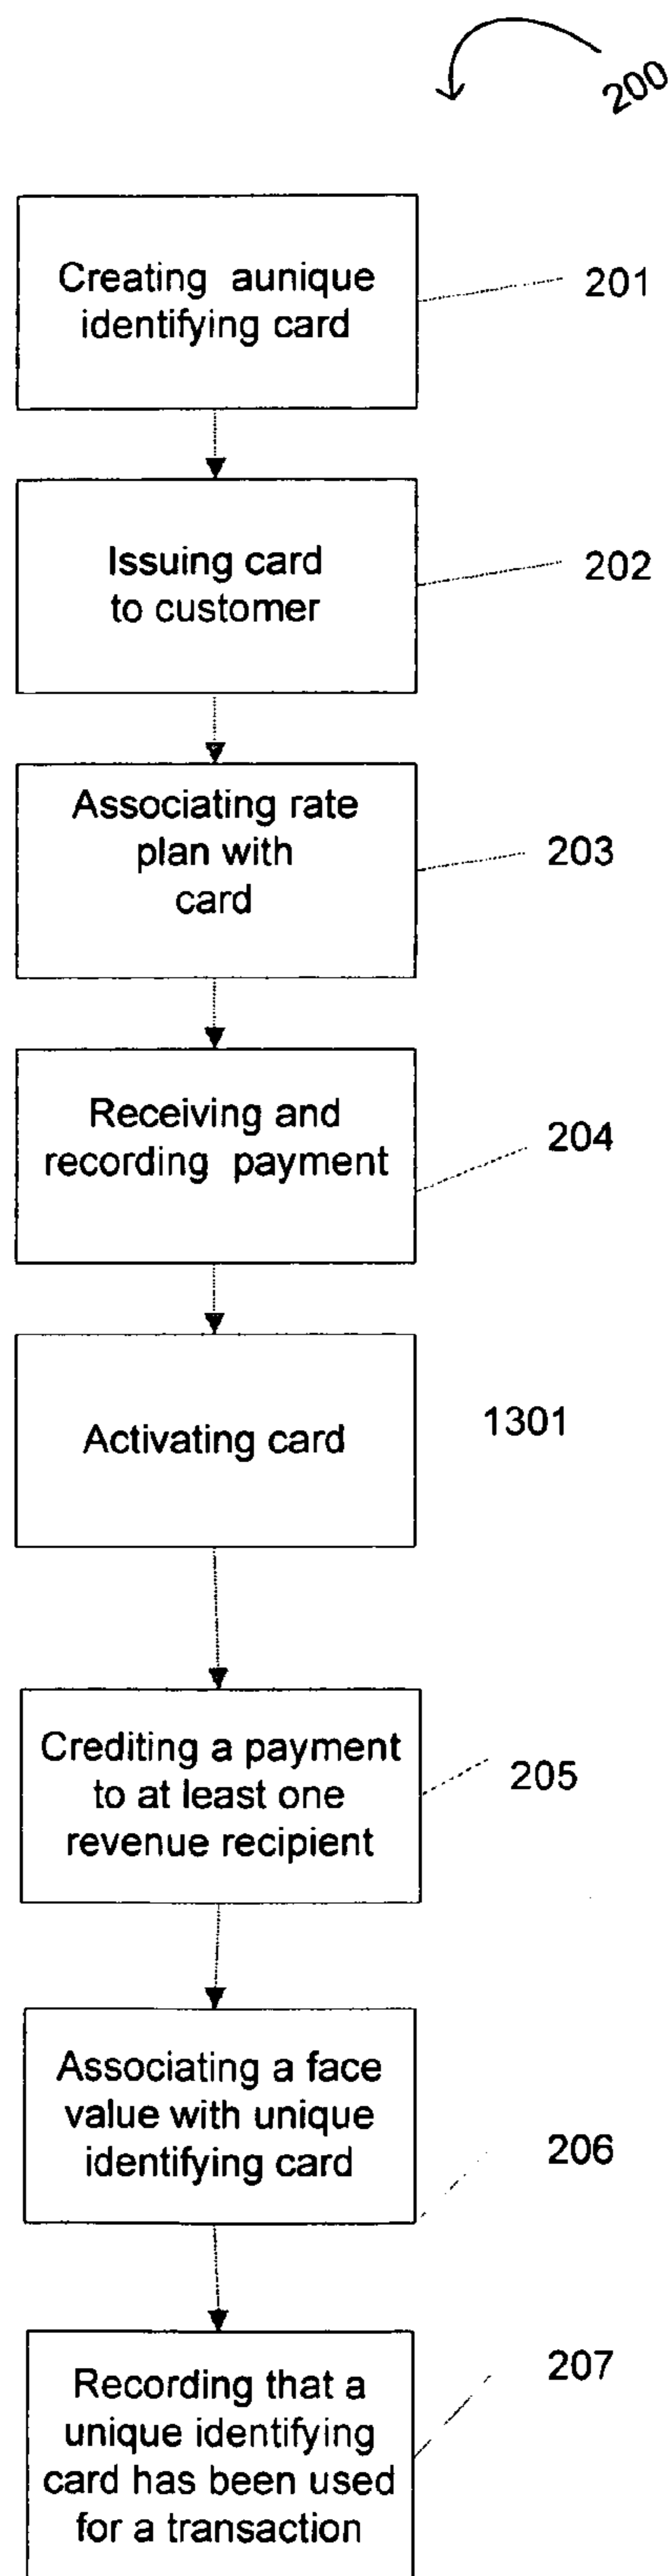 200
Creating aunique
identifying card
201
Issuing card
to customer
202
Associating rate
plan with
card
203
Receiving and
recording payment
204
Activating card
1301
Crediting a payment
to at least one
revenue recipient
205
Associating a face
value with unique
identifying card
206
Recording that a
unique identifying
card has been used
for a transaction
207